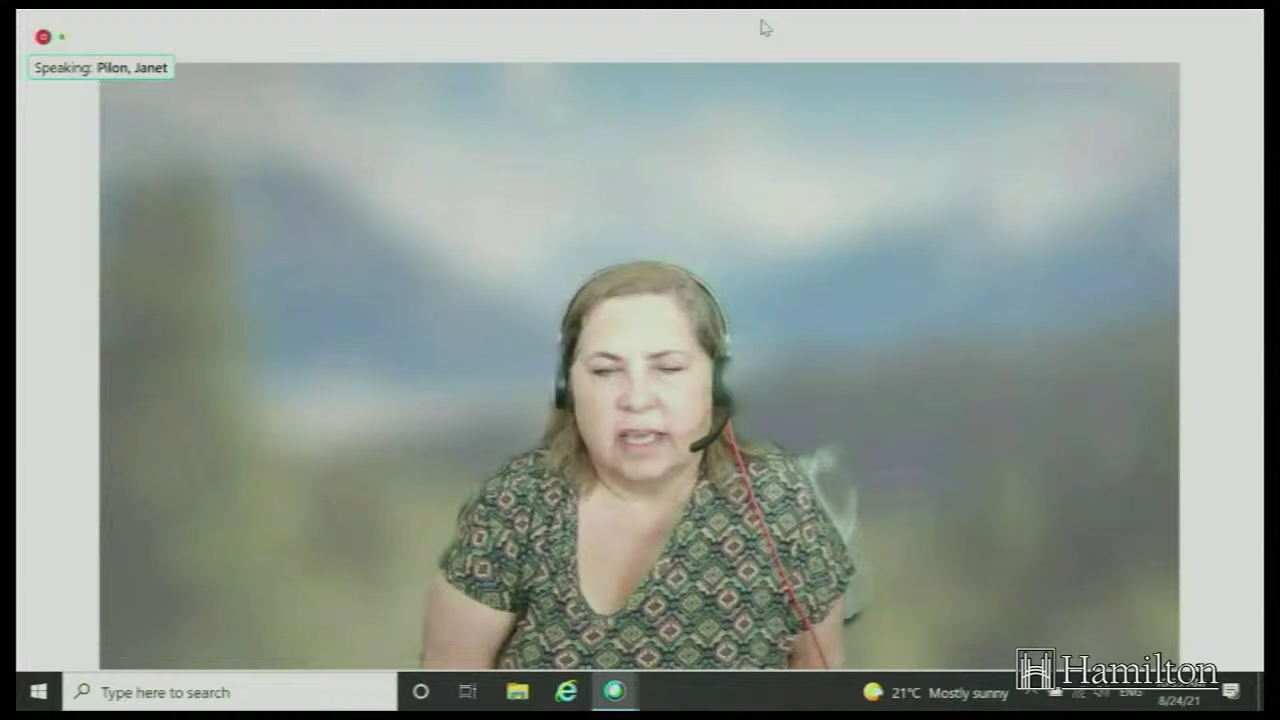 Speaking: Pilon, Janet
Hamilton
Type here to search
21°C Mostly sunny
ENG
8/24/21